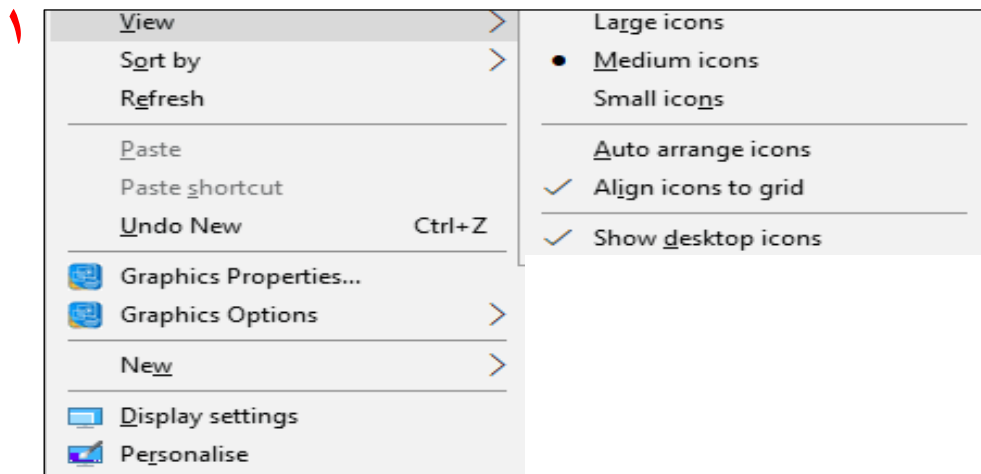 ١
View
Sort by
Refresh
Paste
Paste shortcut
Undo New Ctrl+Z
Graphics Properties...
Graphics Options
New
Display settings
Personalise
Large icons
Medium icons
Small icons
Auto arrange icons
Align icons to grid
Show desktop icons